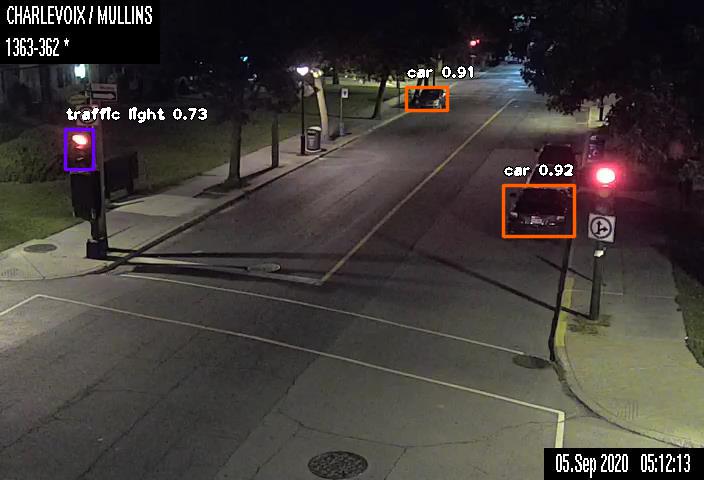 CHARLEVOIX / MULLINS
1363-362 *
car 0.91
traffic light 0.73
car 0.92
05.Sep 2020 05:12:13